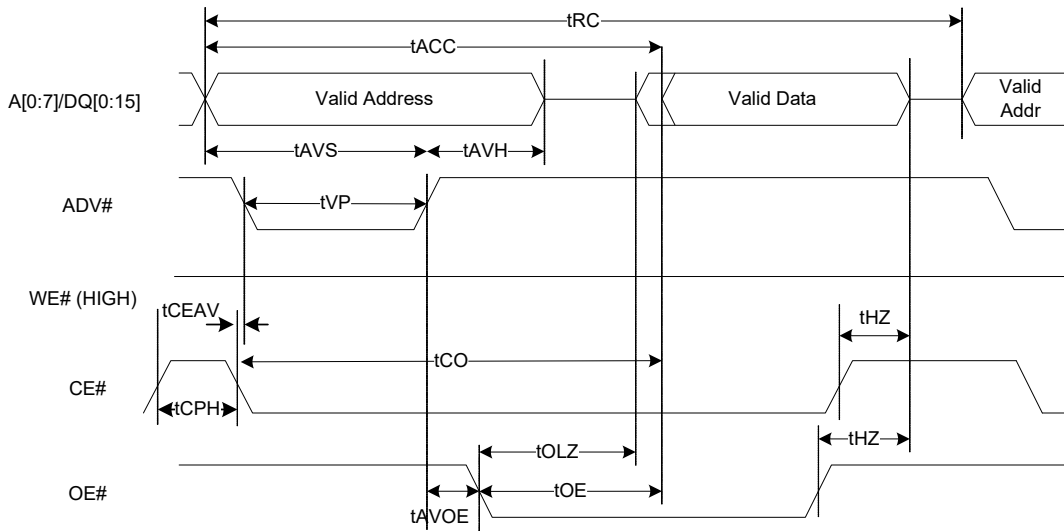 tRC
tACC
A[0:7]/DQ[0:15]
Valid Address
Valid Data
Valid
Addr
tAVS
tAVH
ADV#
tVP
WE# (HIGH)
tCEAV
tHZ
tCO
CE#
tCPH
tHZ
tOLZ
OE#
tOE
tAVOE